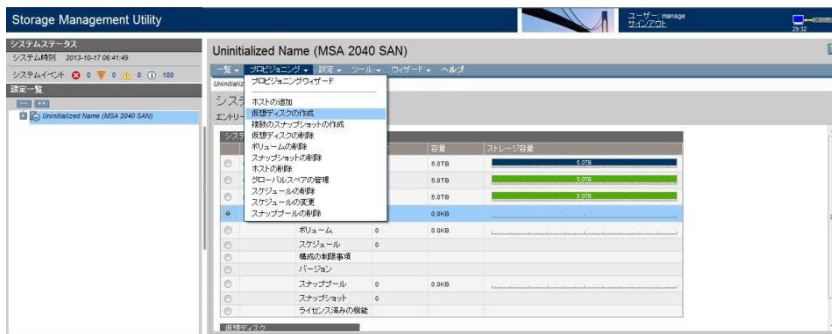 Storage Management Utility
ユーザー: manage
サインアウト
29:32
システムステータス
システム時刻 2013-10-17 06:41:49
システムイベント 0 0 0 100
設定一覧
Uninitialized Name (MSA 2040 SAN)
Uninitialized Name (MSA 2040 SAN)
一覧 プロビジョニング 設定 ツール ウィザード ヘルプ
プロビジョニングウィザード
ホストの追加
仮想ディスクの作成
複数のスナップショットの作成
仮想ディスクの削除
ボリュームの削除
スナップショットの削除
ホストの削除
グローバルスペアの管理
スケジュールの削除
スケジュールの変更
スナッププールの削除
容量 ストレージ容量
5.0TB 5.0TB
5.0TB 5.0TB
5.0TB 5.0TB
0.0KB
ボリューム 0 0.0KB
スケジュール 0
構成の制限事項
バージョン
スナッププール 0 0.0KB
スナップショット 0
ライセンス済みの機能
仮想ディスク